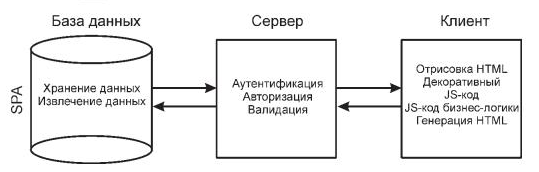 База данных
Сервер
Клиент
SPA
Хранение данных
Извлечение данных
Аутентификация
Авторизация
Валидация
Отрисовка HTML
Декоративный
JS-код
JS-код бизнес-логики
Генерация HTML